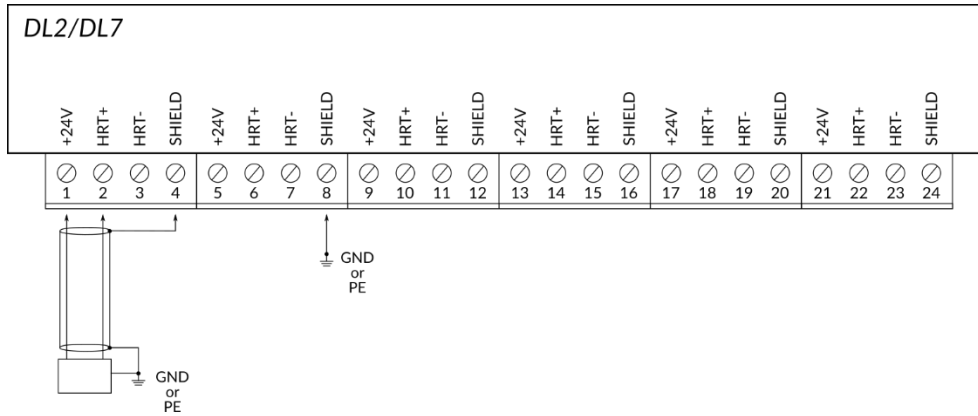 DL2/DL7
+24V HRT+ HRT- SHIELD +24V HRT+ HRT- SHIELD +24V HRT+ HRT- SHIELD +24V HRT+ HRT- SHIELD +24V HRT+ HRT- SHIELD +24V HRT+ HRT- SHIELD
1 2 3 4 5 6 7 8 9 10 11 12 13 14 15 16 17 18 19 20 21 22 23 24
GND
or
PE
GND
or
PE